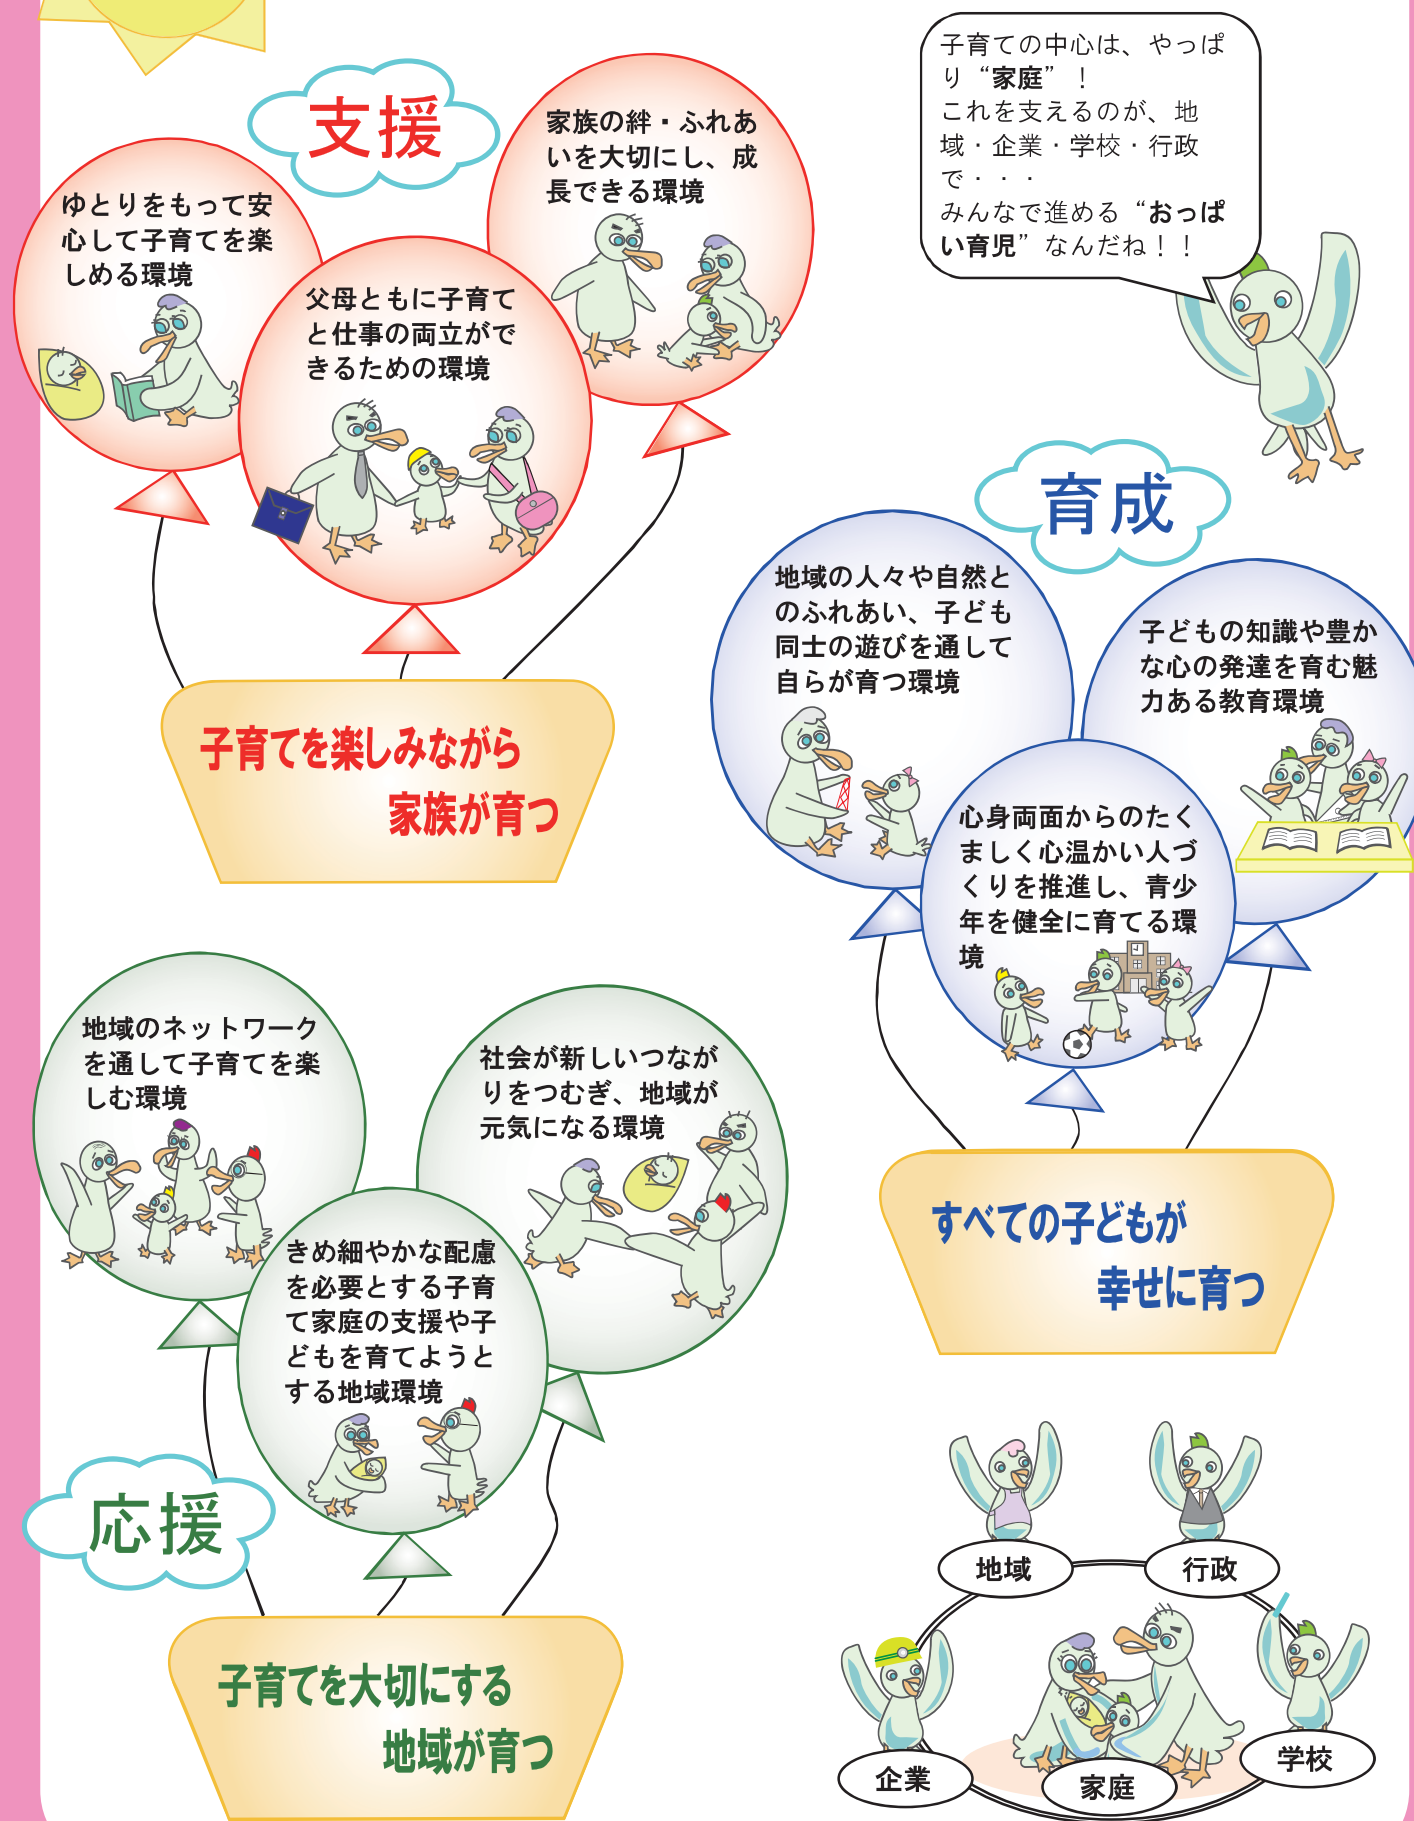 支援
ゆとりをもって安
心して子育てを楽
しめる環境
父母ともに子育て
と仕事の両立がで
きるための環境
家族の絆・ふれあ
いを大切にし、成
長できる環境
子育てを楽しみながら
家族が育つ
子育ての中心は、やっぱ
り“家庭”！
これを支えるのが、地
域・企業・学校・行政
で・・・
みんなで進める“おっぱ
い育児”なんだね！！
育成
地域の人々や自然と
のふれあい、子ども
同士の遊びを通して
自らが育つ環境
心身両面からのたく
ましく心温かい人づ
くりを推進し、青少
年を健全に育てる環
境
子どもの知識や豊か
な心の発達を育む魅
力ある教育環境
すべての子どもが
幸せに育つ
地域のネットワーク
を通して子育てを楽
しむ環境
きめ細やかな配慮
を必要とする子育
て家庭の支援や子
どもを育てようと
する地域環境
社会が新しいつなが
りをつむぎ、地域が
元気になる環境
応援
子育てを大切にする
地域が育つ
地域
行政
企業
家庭
学校